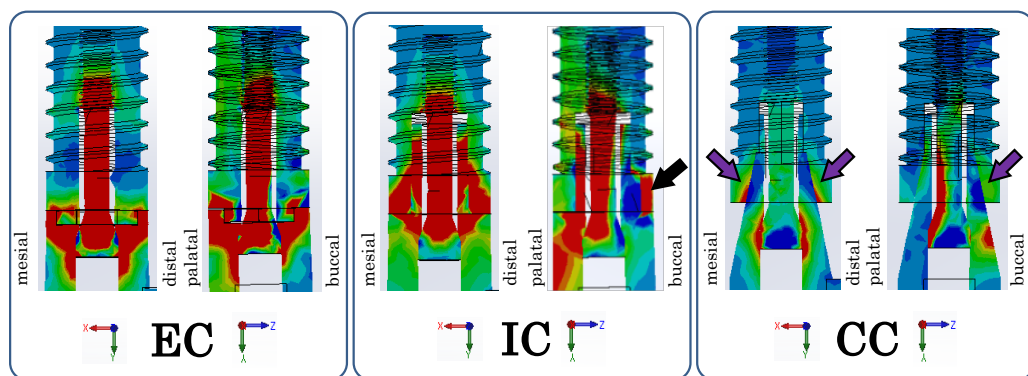 mesial
distal
palatal
buccal
X
Y
Z
Y
EC
mesial
distal
palatal
buccal
X
Y
Z
Y
IC
mesial
distal
palatal
buccal
X
Y
Z
Y
CC